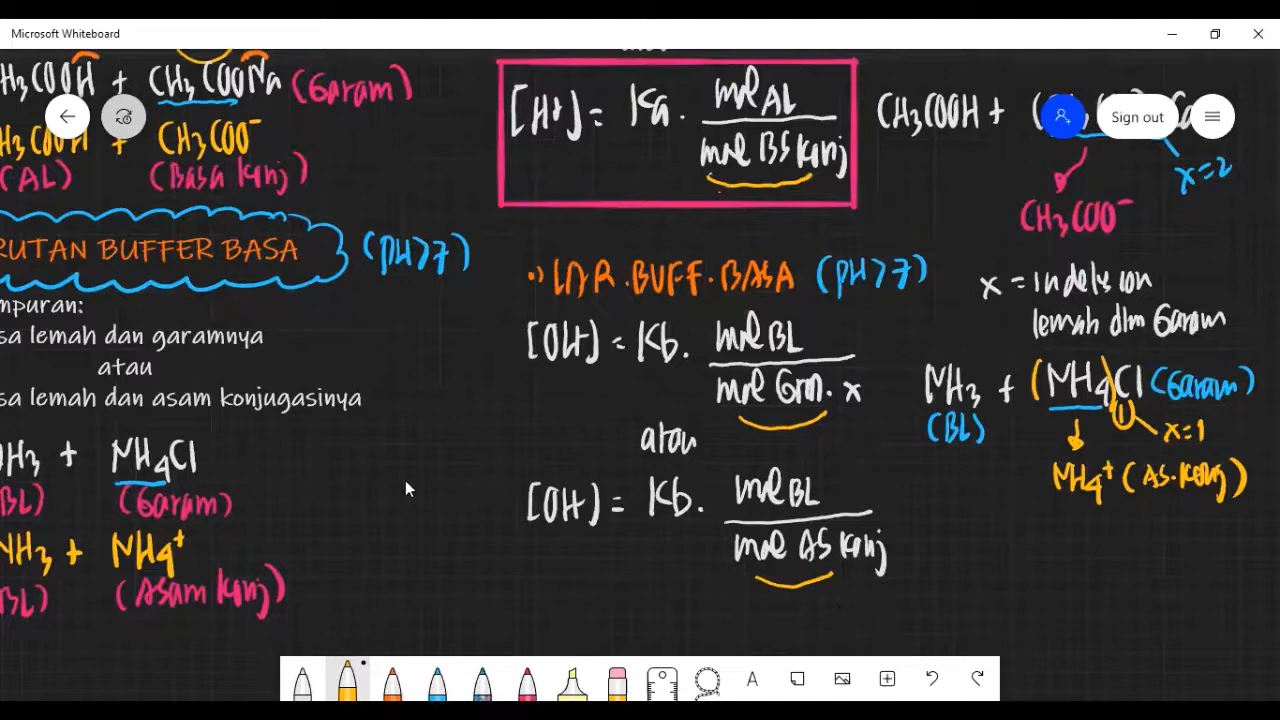 Microsoft Whiteboard
H3COOH + CH3COONa (Garam)
H3COOH + CH3COO-
(AL) (Basa Konj)
RUTAN BUFFER BASA (PH>7)
mpuran:
sa lemah dan garamnya
atau
sa lemah dan asam konjugasinya
NH3 + NH4Cl
BL) (Garam)
NH3 + NH4+
BL) (Asam Konj)
[H+] = Ka. mol AL
mol BS Konj
CH3COOH +
Sign out
x=2
CH3COO-
•) LAR.BUFF.BASA (PH>7)
[OH] = Kb. mol BL
mol Grm. x
atau
[OH] = Kb. mol BL
mol AS Konj
x = indeks ion
lemah dlm Garam
NH3 + (NH4)Cl (Garam)
(BL) 1 x=1
NH4+ (AS.Konj)
A